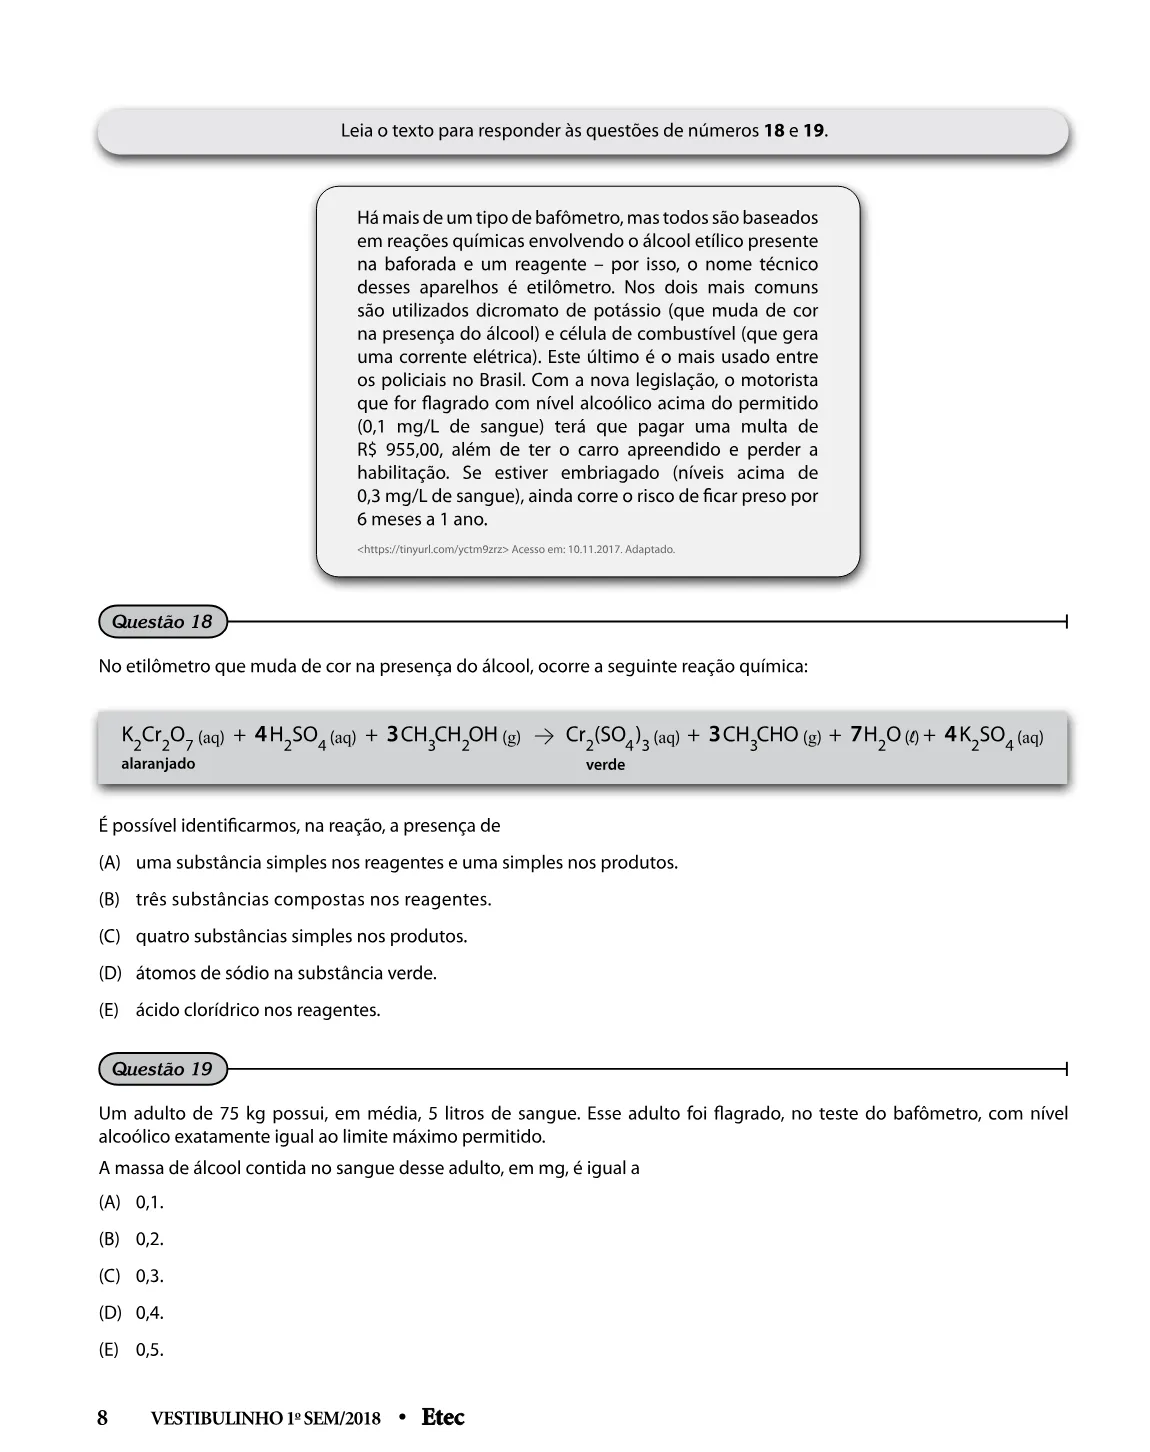 Leia o texto para responder às questões de números 18 e 19.
Há mais de um tipo de bafômetro, mas todos são baseados
em reações químicas envolvendo o álcool etílico presente
na baforada e um reagente – por isso, o nome técnico
desses aparelhos é etilômetro. Nos dois mais comuns
são utilizados dicromato de potássio (que muda de cor
na presença do álcool) e célula de combustível (que gera
uma corrente elétrica). Este último é o mais usado entre
os policiais no Brasil. Com a nova legislação, o motorista
que for flagrado com nível alcoólico acima do permitido
(0,1 mg/L de sangue) terá que pagar uma multa de
R$ 955,00, além de ter o carro apreendido e perder a
habilitação. Se estiver embriagado (níveis acima de
0,3 mg/L de sangue), ainda corre o risco de ficar preso por
6 meses a 1 ano.
<https://tinyurl.com/yctm9zrz> Acesso em: 10.11.2017. Adaptado.
Questão 18
No etilômetro que muda de cor na presença do álcool, ocorre a seguinte reação química:
K₂Cr₂O₇ (aq) + 4H₂SO₄ (aq) + 3CH₃CH₂OH (g) → Cr₂(SO₄)₃ (aq) + 3CH₃CHO (g) + 7H₂O (ℓ) + 4K₂SO₄ (aq)
alaranjado verde
É possível identificarmos, na reação, a presença de
(A) uma substância simples nos reagentes e uma simples nos produtos.
(B) três substâncias compostas nos reagentes.
(C) quatro substâncias simples nos produtos.
(D) átomos de sódio na substância verde.
(E) ácido clorídrico nos reagentes.
Questão 19
Um adulto de 75 kg possui, em média, 5 litros de sangue. Esse adulto foi flagrado, no teste do bafômetro, com nível
alcoólico exatamente igual ao limite máximo permitido.
A massa de álcool contida no sangue desse adulto, em mg, é igual a
(A) 0,1.
(B) 0,2.
(C) 0,3.
(D) 0,4.
(E) 0,5.
8 VESTIBULINHO 1º SEM/2018 • Etec